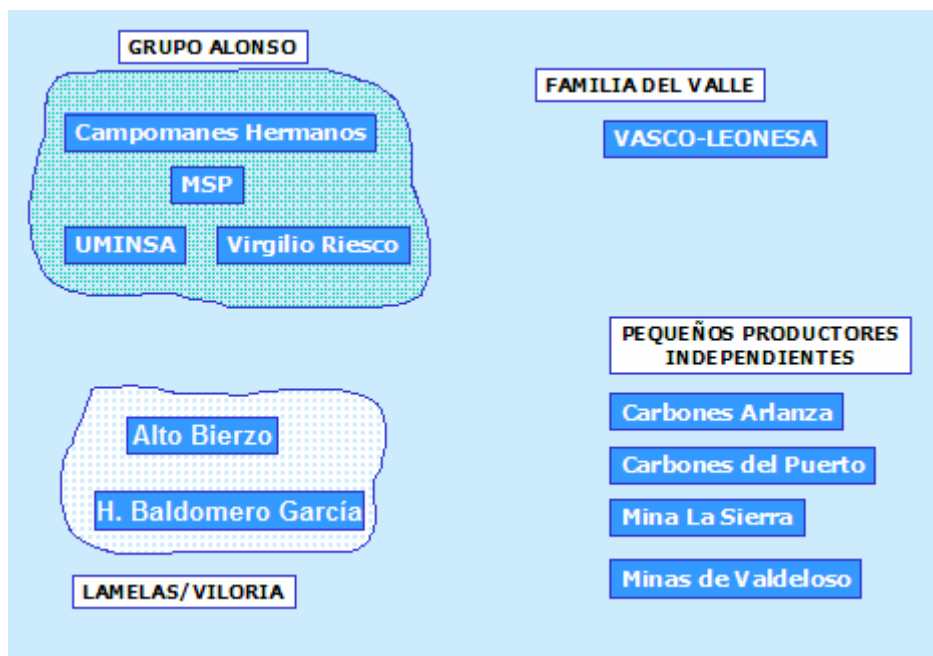 GRUPO ALONSO
Campomanes Hermanos
MSP
UMINSA
Virgilio Riesco
FAMILIA DEL VALLE
VASCO-LEONESA
Alto Bierzo
H. Baldomero García
LAMELAS/VILORIA
PEQUEÑOS PRODUCTORES
INDEPENDIENTES
Carbones Arlanza
Carbones del Puerto
Mina La Sierra
Minas de Valdeloso